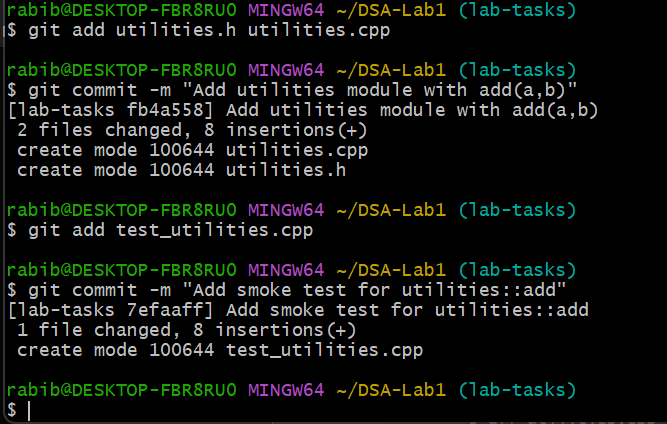 rabib@DESKTOP-FBR8RU0 MINGW64 ~/DSA-Lab1 (lab-tasks)
$ git add utilities.h utilities.cpp
rabib@DESKTOP-FBR8RU0 MINGW64 ~/DSA-Lab1 (lab-tasks)
$ git commit -m "Add utilities module with add(a,b)"
[lab-tasks fb4a558] Add utilities module with add(a,b)
 2 files changed, 8 insertions(+)
 create mode 100644 utilities.cpp
 create mode 100644 utilities.h
rabib@DESKTOP-FBR8RU0 MINGW64 ~/DSA-Lab1 (lab-tasks)
$ git add test_utilities.cpp
rabib@DESKTOP-FBR8RU0 MINGW64 ~/DSA-Lab1 (lab-tasks)
$ git commit -m "Add smoke test for utilities::add"
[lab-tasks 7efaaff] Add smoke test for utilities::add
 1 file changed, 8 insertions(+)
 create mode 100644 test_utilities.cpp
rabib@DESKTOP-FBR8RU0 MINGW64 ~/DSA-Lab1 (lab-tasks)
$